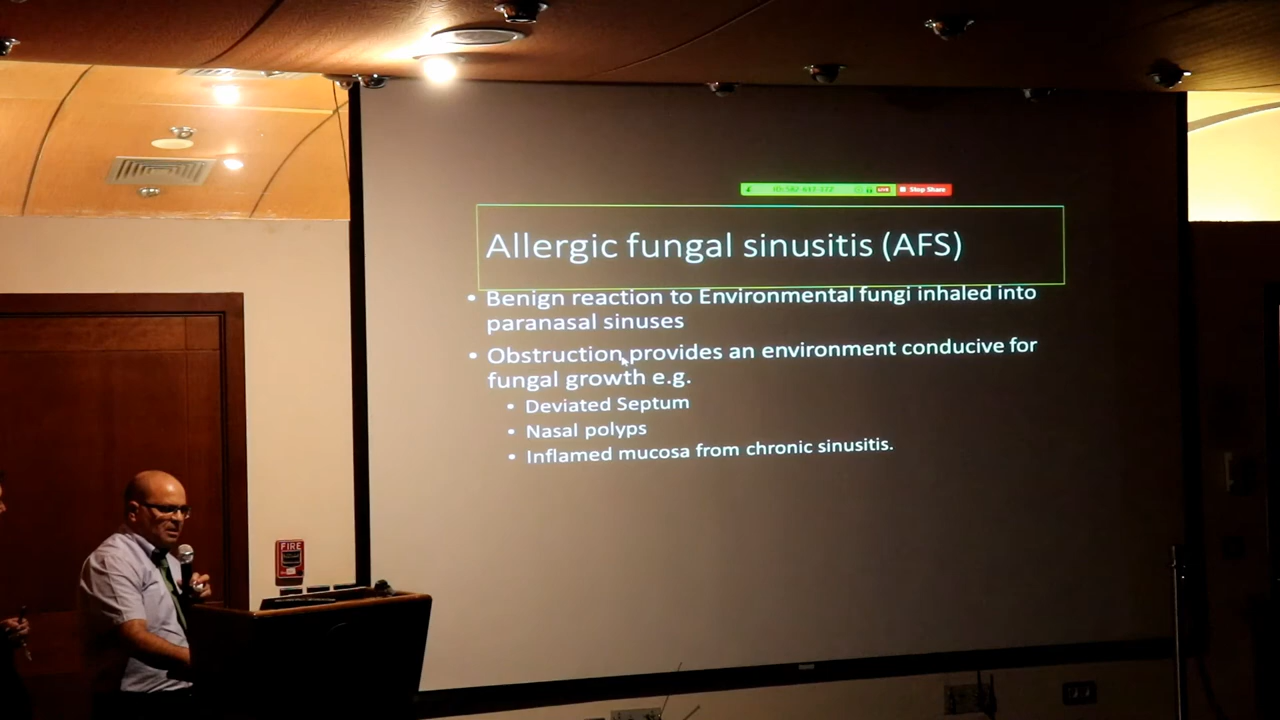 LIVE
Stop Share
Allergic fungal sinusitis (AFS)
• Benign reaction to Environmental fungi inhaled into
paranasal sinuses
• Obstruction provides an environment conducive for
fungal growth e.g.
• Deviated Septum
• Nasal polyps
• Inflamed mucosa from chronic sinusitis.
FIRE